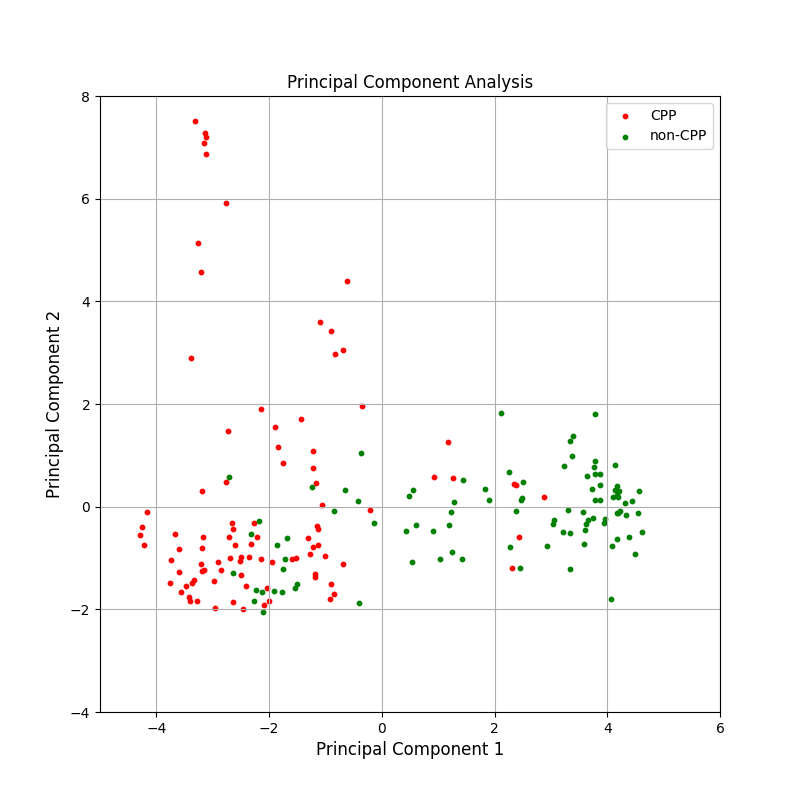 Principal Component Analysis
CPP
non-CPP
8
6
4
2
0
−2
−4
Principal Component 2
−4
−2
0
2
4
6
Principal Component 1